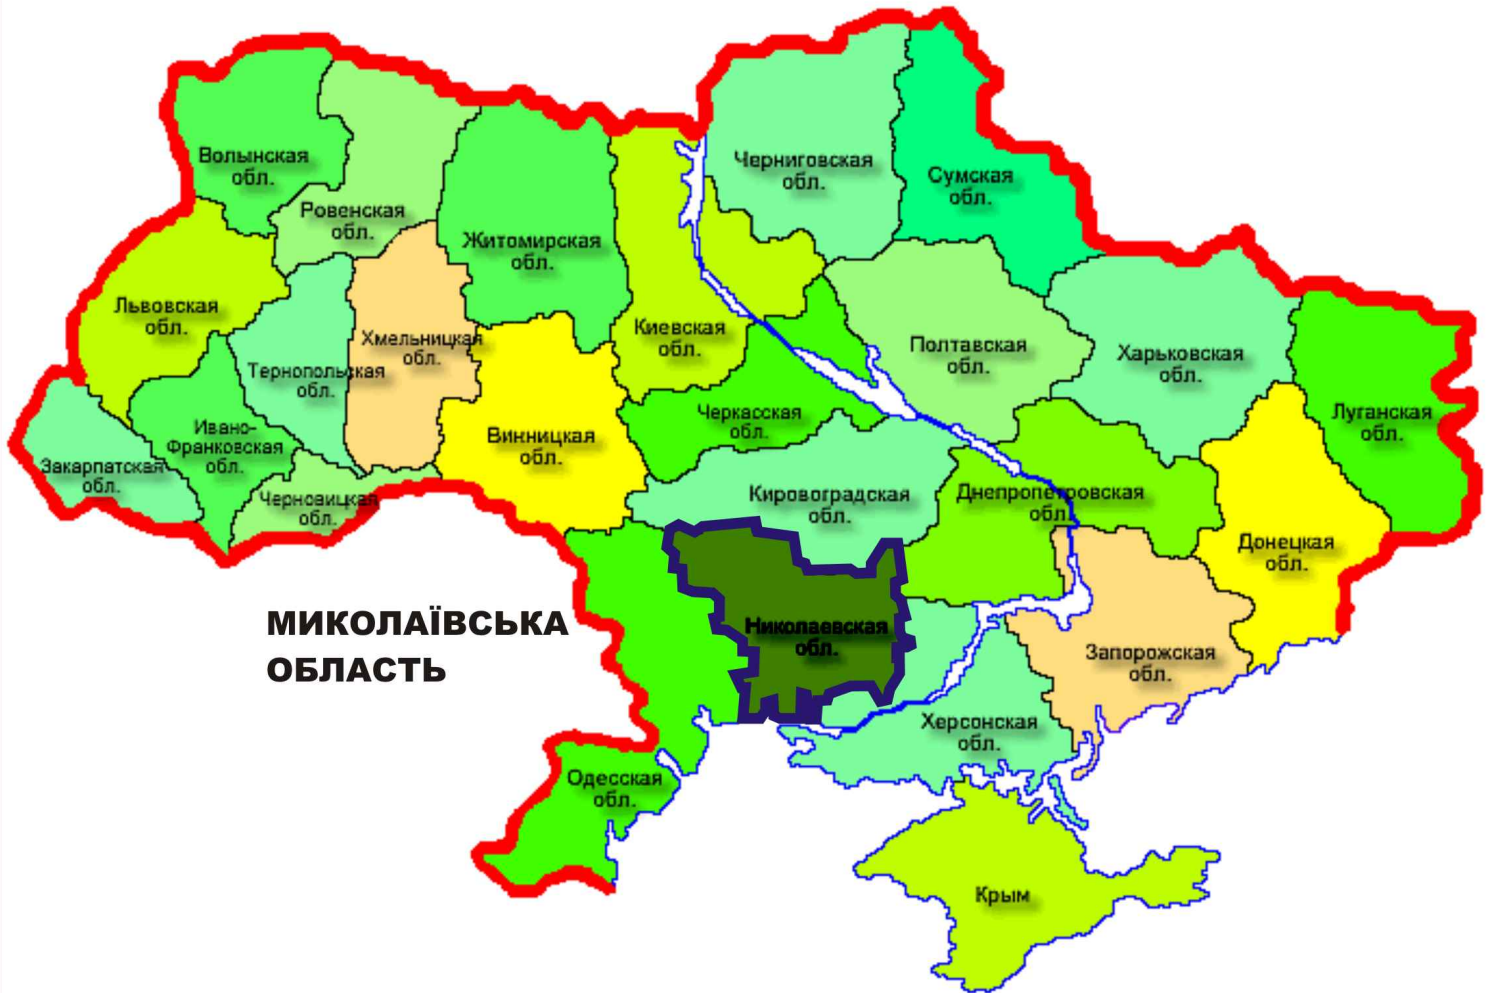 Волынская
обл.
Ровенская
обл.
Житомирская
обл.
Черниговская
обл.
Сумская
обл.
Львовская
обл.
Тернопольская
обл.
Хмельницкая
обл.
Киевская
обл.
Полтавская
обл.
Харьковская
обл.
Луганская
обл.
Закарпатская
обл.
Ивано-
Франковская
обл.
Черновицкая
обл.
Винницкая
обл.
Черкасская
обл.
Кировоградская
обл.
Днепропетровская
обл.
Донецкая
обл.
МИКОЛАЇВСЬКА
ОБЛАСТЬ
Николаевская
обл.
Запорожская
обл.
Одесская
обл.
Херсонская
обл.
Крым